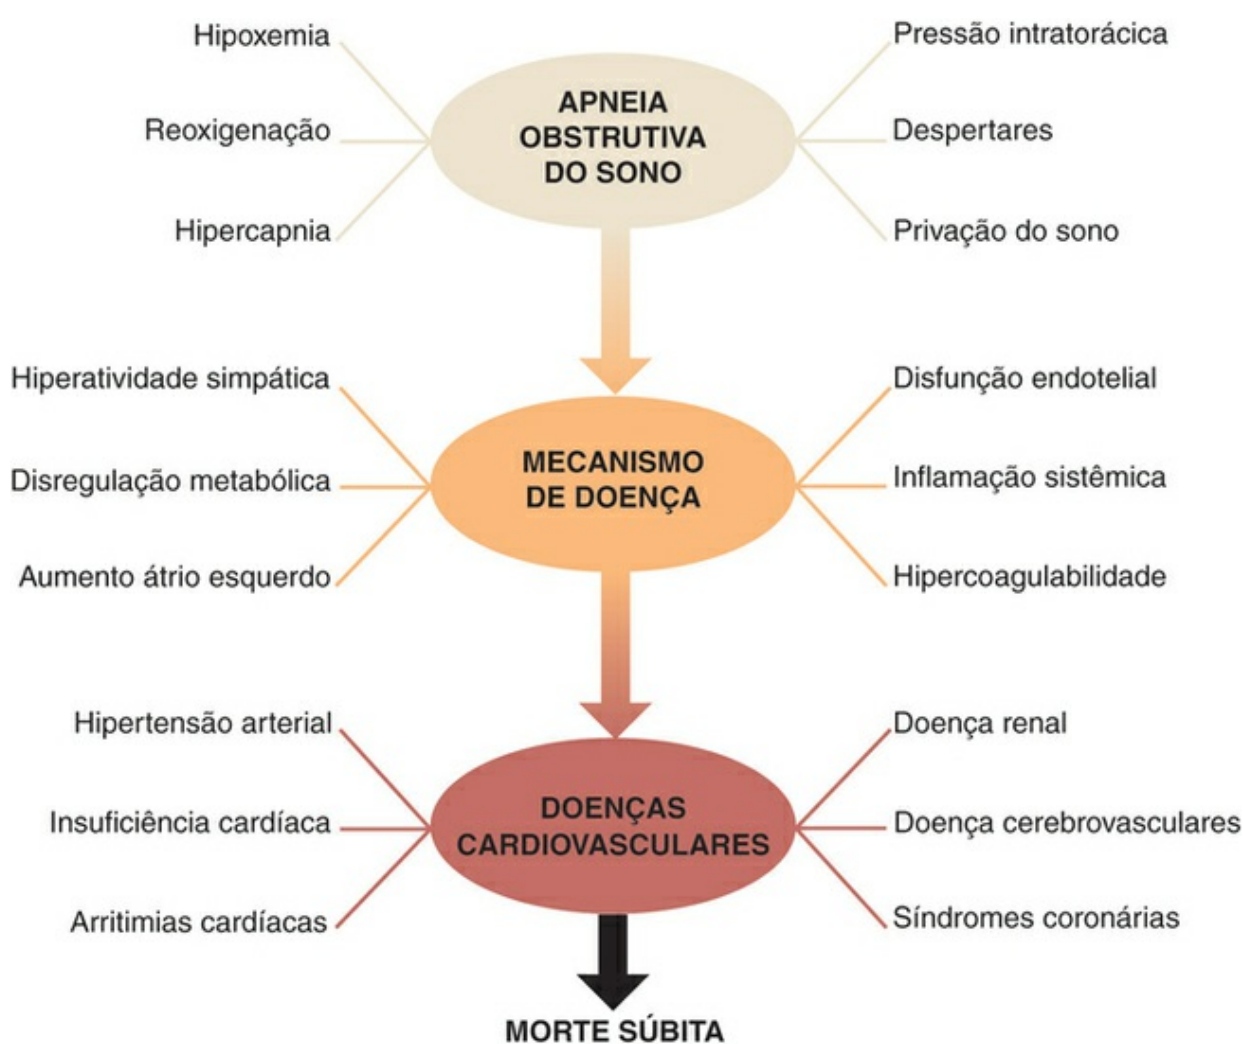 Hipoxemia
Reoxigenação
Hipercapnia
APNEIA
OBSTRUTIVA
DO SONO
Pressão intratorácica
Despertares
Privação do sono
Hiperatividade simpática
Disregulação metabólica
Aumento átrio esquerdo
MECANISMO
DE DOENÇA
Disfunção endotelial
Inflamação sistêmica
Hipercoagulabilidade
Hipertensão arterial
Insuficiência cardíaca
Arritimias cardíacas
DOENÇAS
CARDIOVASCULARES
Doença renal
Doença cerebrovasculares
Síndromes coronárias
MORTE SÚBITA